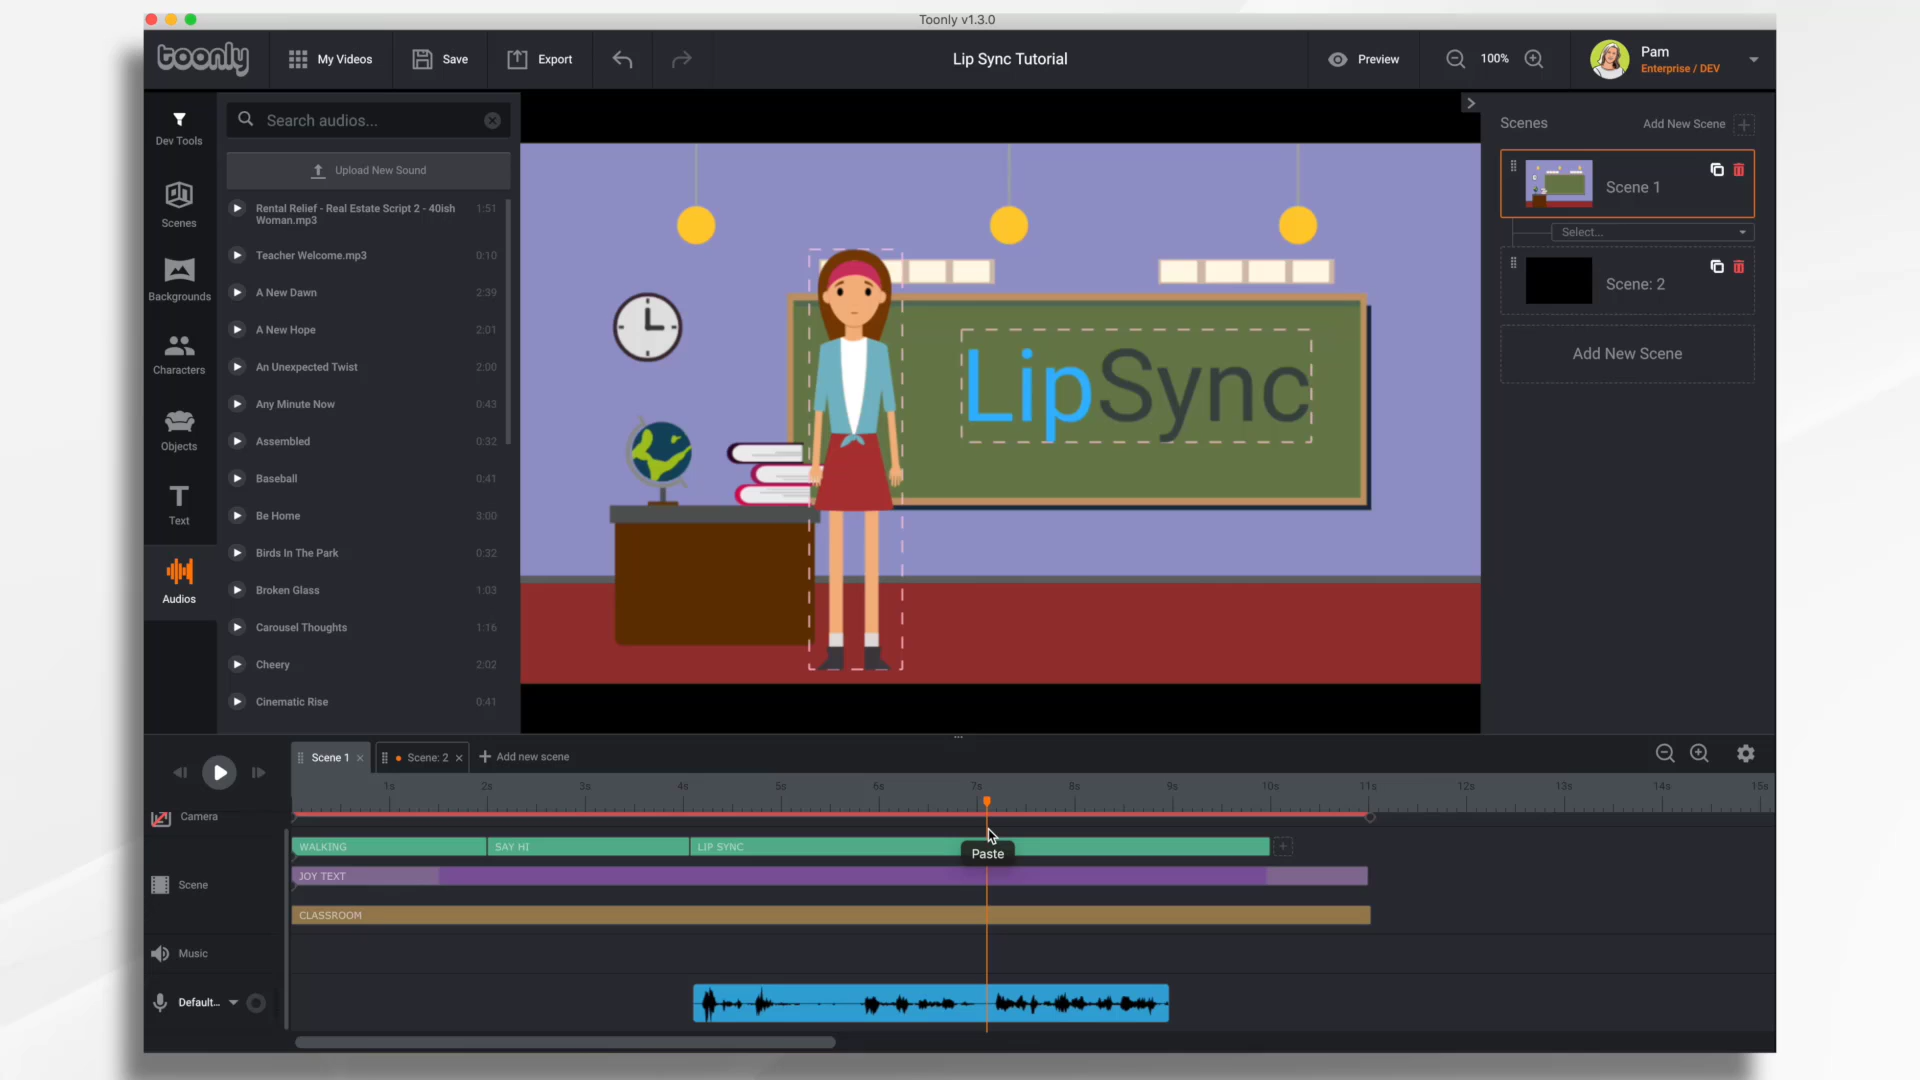 Toonly v1.3.0
toonly
My Videos
Save
Export
Lip Sync Tutorial
Preview
100%
Pam
Enterprise / DEV
Dev Tools
Scenes
Backgrounds
Characters
Objects
Text
Audios
Search audios...
Upload New Sound
Rental Relief - Real Estate Script 2 - 40ish
Woman.mp3
1:51
Teacher Welcome.mp3
0:10
A New Dawn
2:39
A New Hope
2:01
An Unexpected Twist
2:00
Any Minute Now
0:43
Assembled
0:32
Baseball
0:41
Be Home
3:00
Birds In The Park
0:32
Broken Glass
1:03
Carousel Thoughts
1:16
Cheery
2:02
Cinematic Rise
0:41
LipSync
Scenes
Add New Scene
Scene 1
Select...
Scene: 2
Add New Scene
Scene 1
Scene: 2
Add new scene
1s 2s 3s 4s 5s 6s 7s 8s 9s 10s 11s 12s 13s 14s 15s
Camera
WALKING
SAY HI
LIP SYNC
Paste
JOY TEXT
Scene
CLASSROOM
Music
Default...